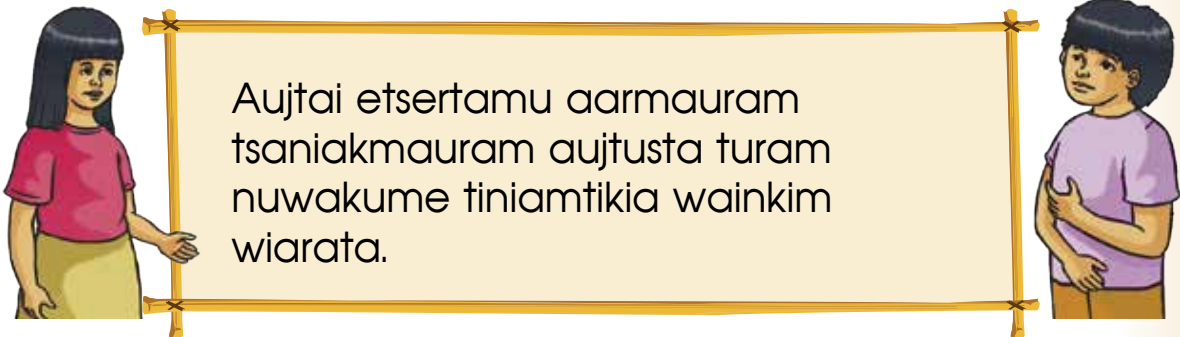 Aujtai etsertamu aarmauram
tsaniakmauram aujtusta turam
nuwakume tiniamtikia wainkim
wiarata.